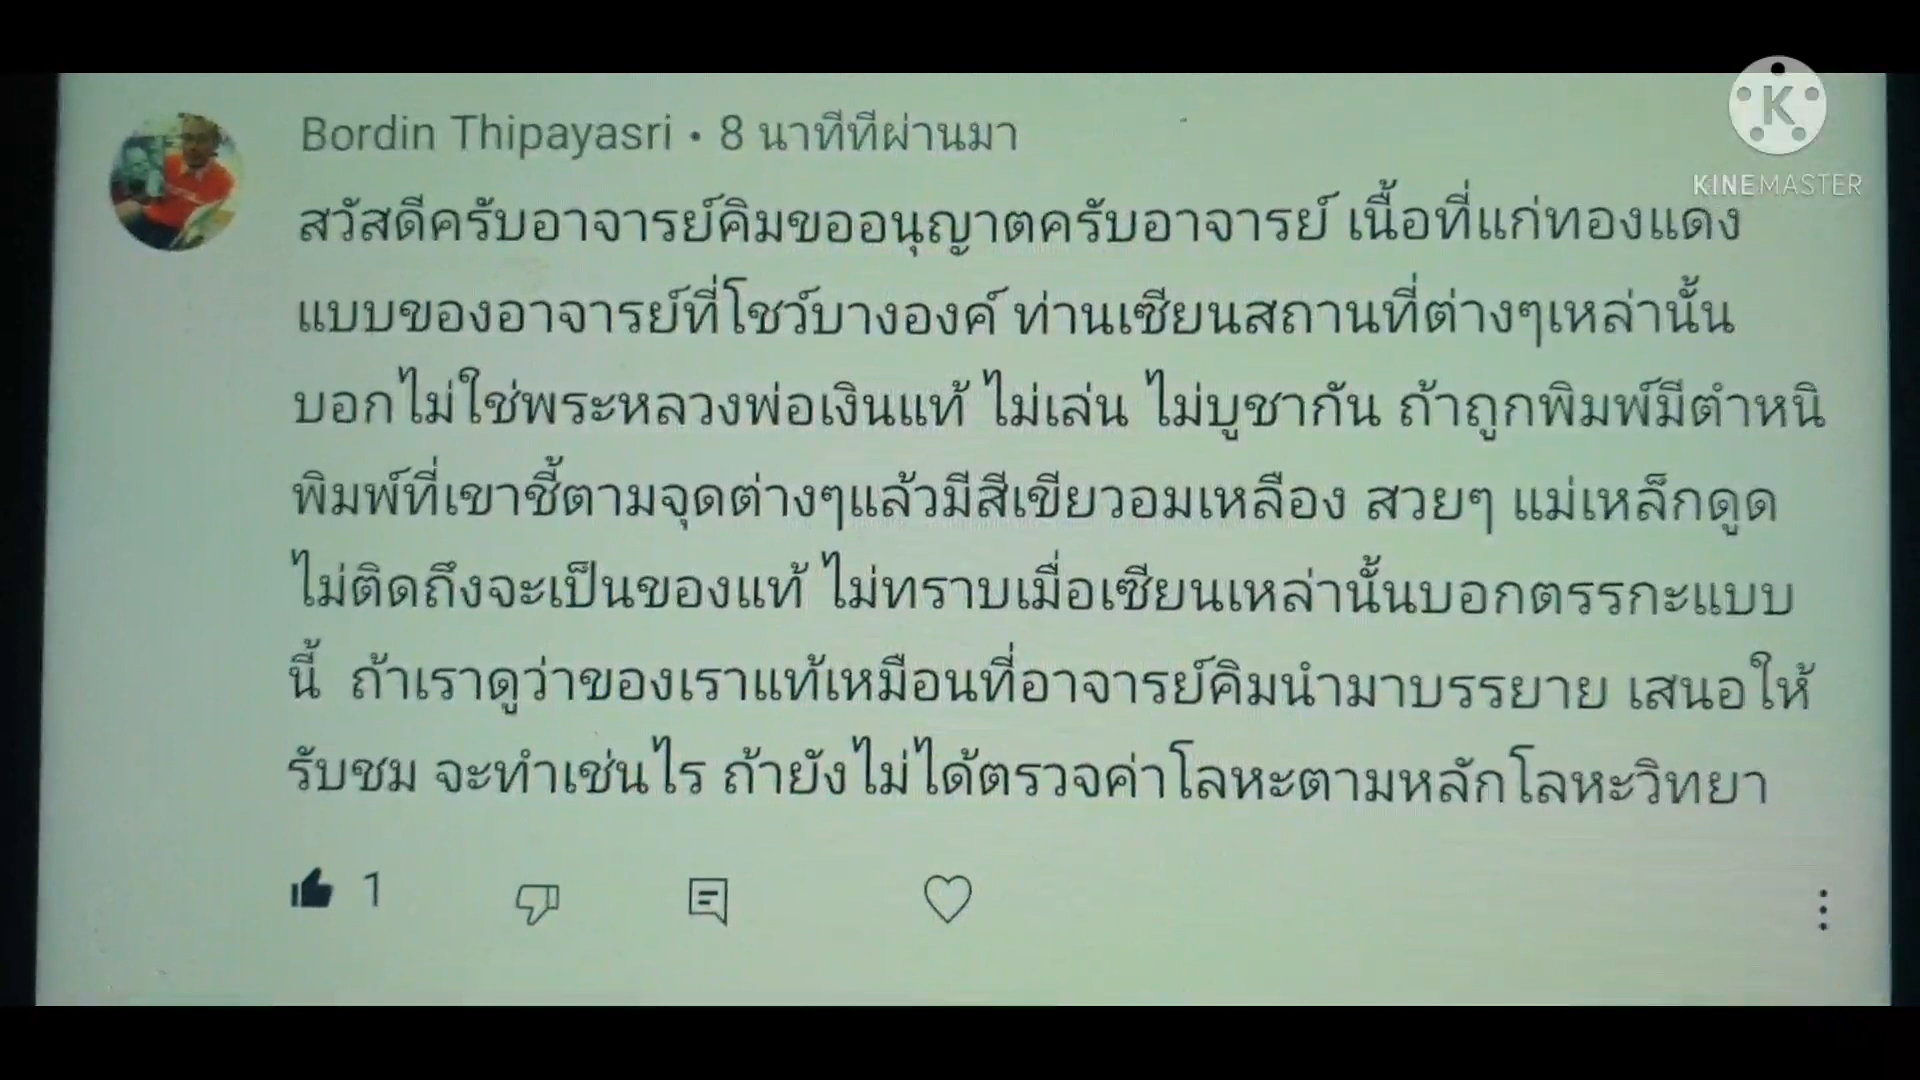 Bordin Thipayasri • 8 นาทีที่ผ่านมา
K
KINEMASTER
สวัสดีครับอาจารย์คิมขออนุญาตครับอาจารย์ เนื้อที่แก่ทองแดง
แบบของอาจารย์ที่โชว์บางองค์ ท่านเซียนสถานที่ต่างๆเหล่านั้น
บอกไม่ใช่พระหลวงพ่อเงินแท้ ไม่เล่น ไม่บูชากัน ถ้าถูกพิมพ์มีตำหนิ
พิมพ์ที่เขาชี้ตามจุดต่างๆแล้วมีสีเขียวอมเหลือง สวยๆ แม่เหล็กดูด
ไม่ติดถึงจะเป็นของแท้ ไม่ทราบเมื่อเซียนเหล่านั้นบอกตรรกะแบบ
นี้ ถ้าเราดูว่าของเราแท้เหมือนที่อาจารย์คิมนำมาบรรยาย เสนอให้
รับชม จะทำเช่นไร ถ้ายังไม่ได้ตรวจค่าโลหะตามหลักโลหะวิทยา
1